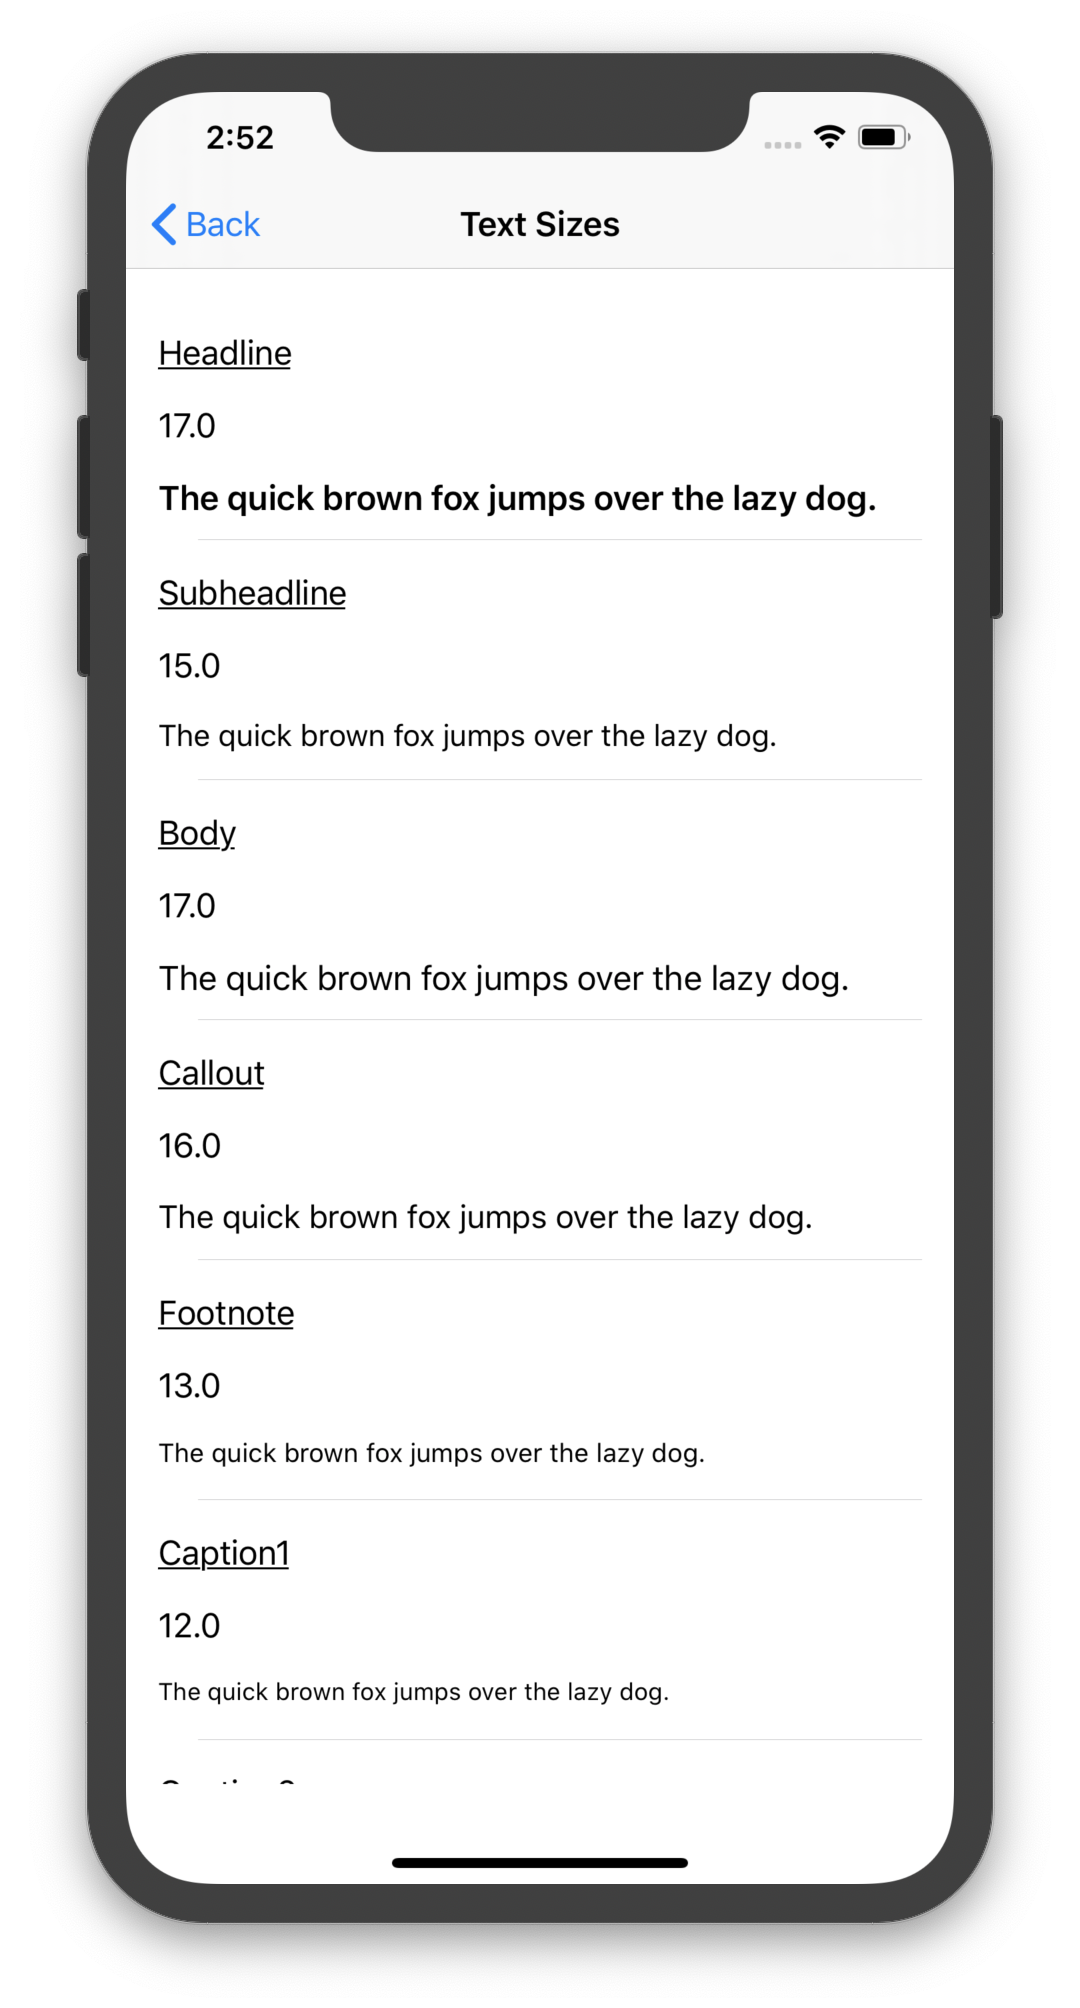 2:52
Back
Text Sizes
Headline
17.0
The quick brown fox jumps over the lazy dog.
Subheadline
15.0
The quick brown fox jumps over the lazy dog.
Body
17.0
The quick brown fox jumps over the lazy dog.
Callout
16.0
The quick brown fox jumps over the lazy dog.
Footnote
13.0
The quick brown fox jumps over the lazy dog.
Caption1
12.0
The quick brown fox jumps over the lazy dog.